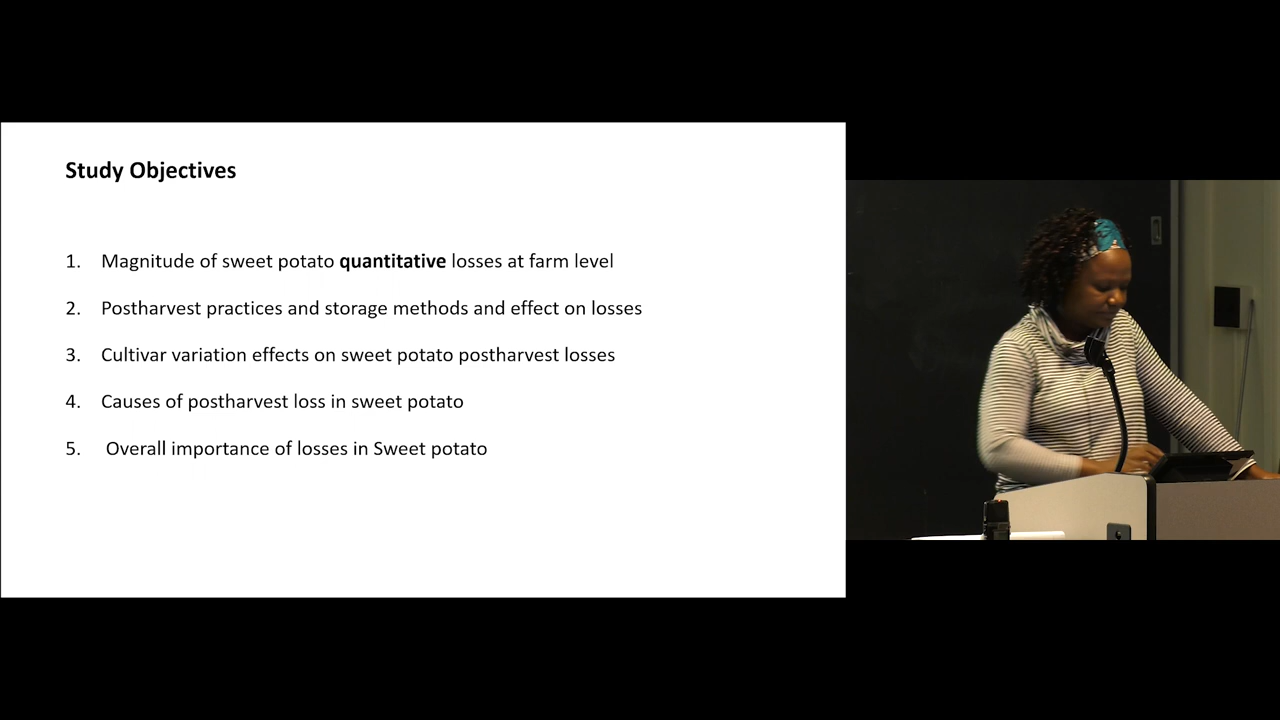 Study Objectives
1. Magnitude of sweet potato quantitative losses at farm level
2. Postharvest practices and storage methods and effect on losses
3. Cultivar variation effects on sweet potato postharvest losses
4. Causes of postharvest loss in sweet potato
5. Overall importance of losses in Sweet potato